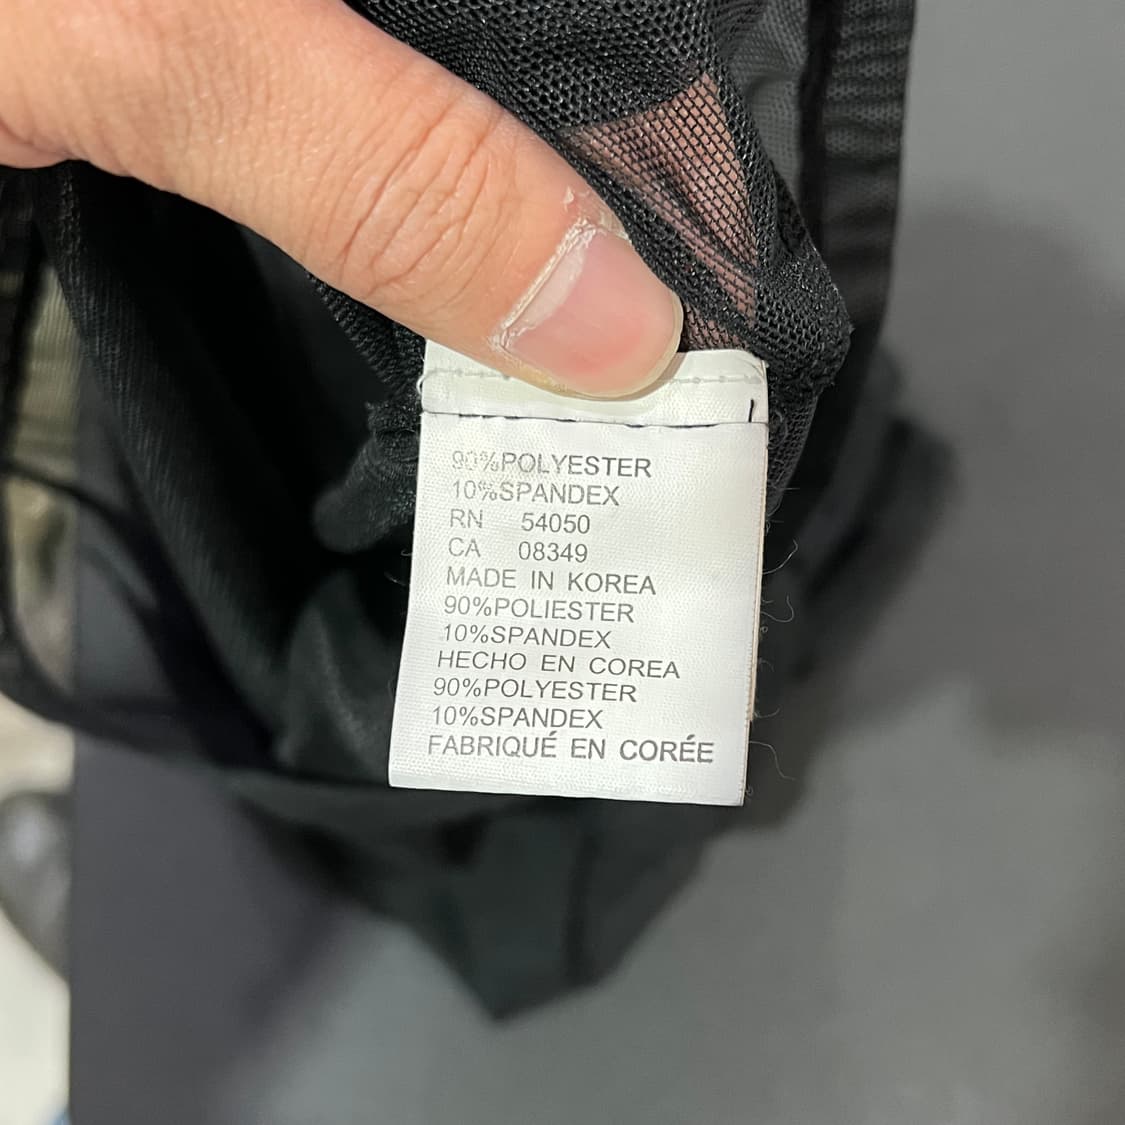 90%POLYESTER
10%SPANDEX
RN 54050
CA 08349
MADE IN KOREA
90%POLIESTER
10%SPANDEX
HECHO EN COREA
90%POLYESTER
10%SPANDEX
FABRIQUÉ EN CORÉE